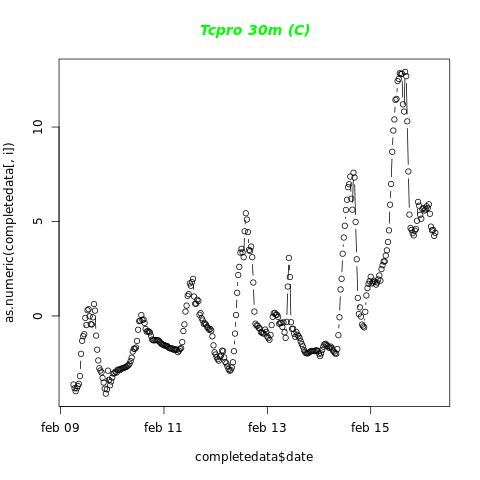 Tcpro 30m (C)
as.numeric(completedata[, i])
10
5
0
feb 09 feb 11 feb 13 feb 15
completedata$date